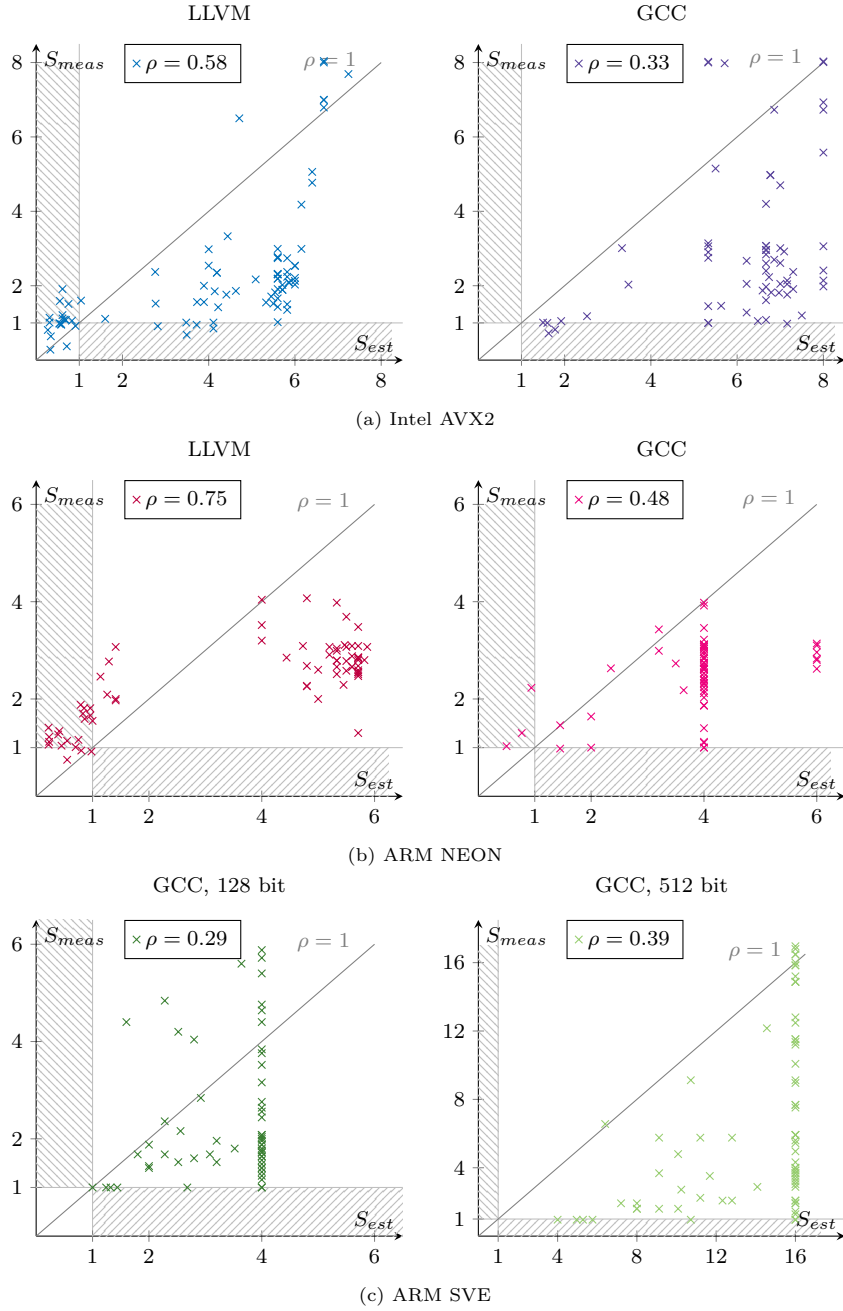 LLVM
GCC
S_meas
× ρ = 0.58
ρ = 1
S_meas
× ρ = 0.33
ρ = 1
8
6
4
2
1
S_est
8
6
4
2
1
S_est
1 2 4 6 8
1 2 4 6 8
(a) Intel AVX2
LLVM
GCC
S_meas
× ρ = 0.75
ρ = 1
S_meas
× ρ = 0.48
ρ = 1
6
4
2
1
S_est
6
4
2
1
S_est
1 2 4 6
1 2 4 6
(b) ARM NEON
GCC, 128 bit
GCC, 512 bit
S_meas
× ρ = 0.29
ρ = 1
S_meas
× ρ = 0.39
ρ = 1
6
4
2
1
S_est
16
12
8
4
1
S_est
1 2 4 6
1 4 8 12 16
(c) ARM SVE